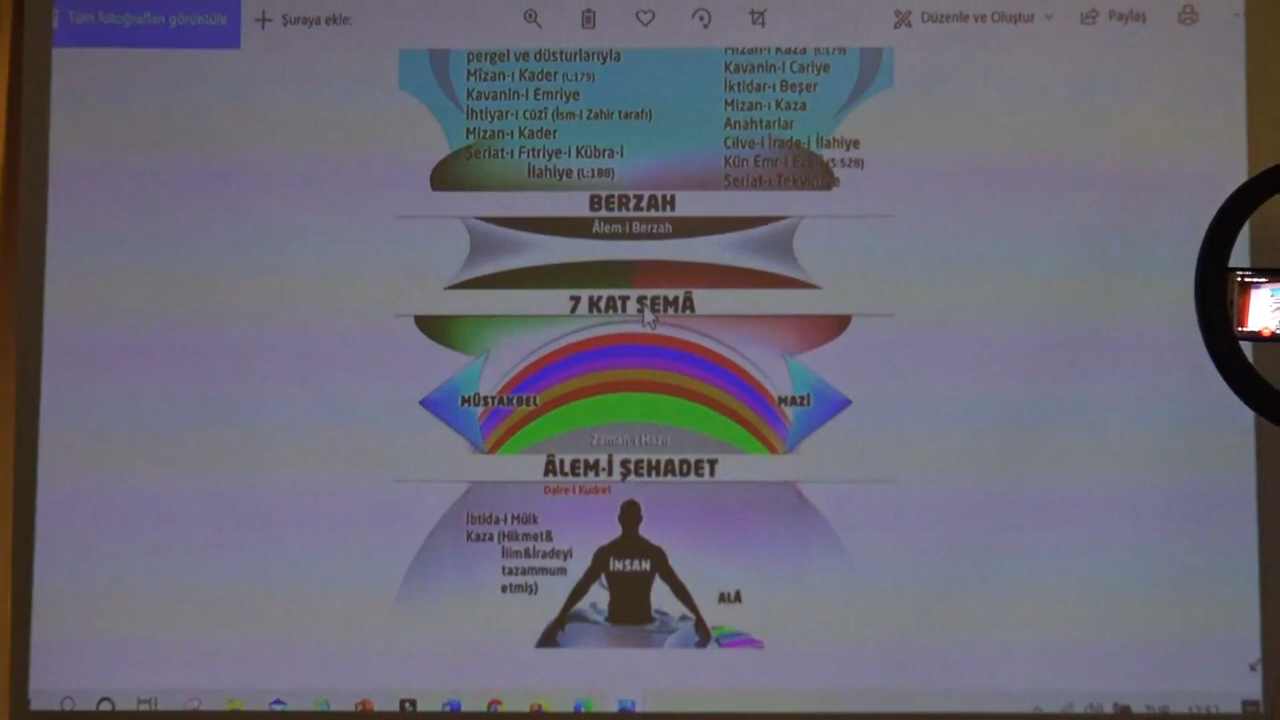 Tüm fotoğrafları görüntüle
Şuraya ekle:
Düzenle ve Oluştur
Paylaş
pergel ve düsturlarıyla
Mîzan-ı Kader (L:179)
Kavanin-i Emriye
İhtiyar-ı Cüzî (İsm-i Zahir tarafı)
Mizan-ı Kader
Şeriat-ı Fıtriye-i Kübra-i
İlahiye (L:188)
Mizan-ı Kaza (L:179)
Kavanin-i Cariye
İktidar-ı Beşer
Mizan-ı Kaza
Anahtarlar
Cilve-i İrade-i İlahiye
Kün Emr-i (S:528)
Şeriat-ı
BERZAH
Âlem-i Berzah
7 KAT SEMÂ
MÜSTAKBEL
MAZİ
Zaman-ı Hazır
ÂLEM-İ ŞEHADET
Daire-i Kudret
İbtida-i Mülk
Kaza (Hikmet&
İlim&İradeyi
tazammum
etmiş)
İNSAN
ALÂ